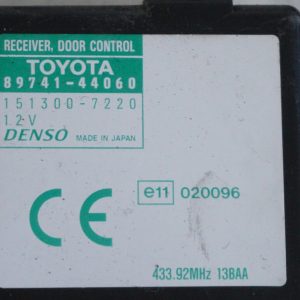 RECEIVER, DOOR CONTROL
TOYOTA
89741-44060
151300-7220
12V
DENSO MADE IN JAPAN
e11 020096
CE
433.92MHz 13BAA